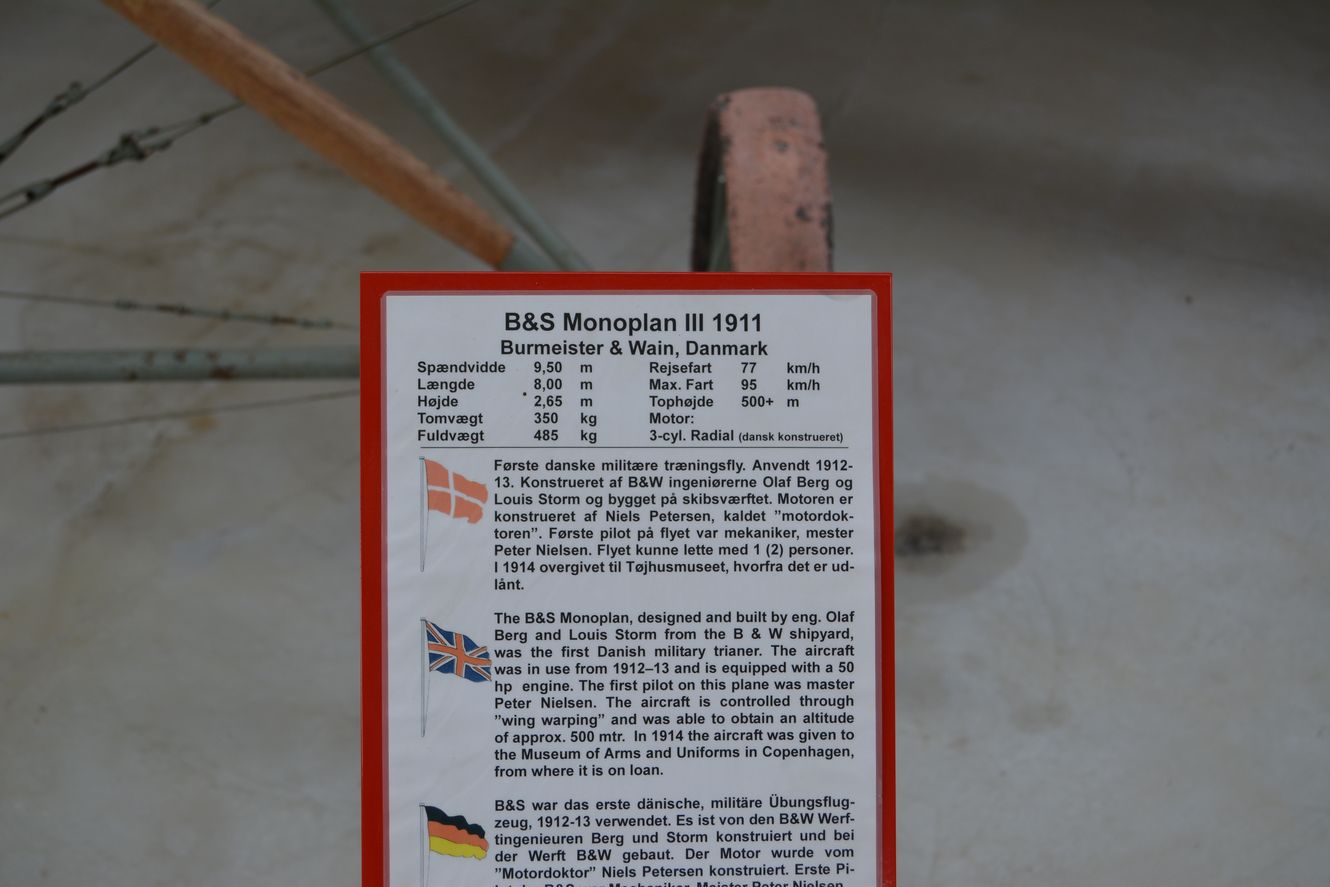 B&S Monoplan III 1911
Burmeister & Wain, Danmark
Spændvidde 9,50 m Rejsefart 77 km/h
Længde 8,00 m Max. Fart 95 km/h
Højde 2,65 m Tophøjde 500+ m
Tomvægt 350 kg Motor:
Fuldvægt 485 kg 3-cyl. Radial (dansk konstrueret)
Første danske militære træningsfly. Anvendt 1912-
13. Konstrueret af B&W ingeniørerne Olaf Berg og
Louis Storm og bygget på skibsværftet. Motoren er
konstrueret af Niels Petersen, kaldet ”motordok-
toren”. Første pilot på flyet var mekaniker, mester
Peter Nielsen. Flyet kunne lette med 1 (2) personer.
I 1914 overgivet til Tøjhusmuseet, hvorfra det er ud-
lånt.
The B&S Monoplan, designed and built by eng. Olaf
Berg and Louis Storm from the B & W shipyard,
was the first Danish military trianer. The aircraft
was in use from 1912–13 and is equipped with a 50
hp engine. The first pilot on this plane was master
Peter Nielsen. The aircraft is controlled through
”wing warping” and was able to obtain an altitude
of approx. 500 mtr. In 1914 the aircraft was given to
the Museum of Arms and Uniforms in Copenhagen,
from where it is on loan.
B&S war das erste dänische, militäre Übungsflug-
zeug, 1912-13 verwendet. Es ist von den B&W Werf-
tingenieuren Berg und Storm konstruiert und bei
der Werft B&W gebaut. Der Motor wurde vom
”Motordoktor” Niels Petersen konstruiert. Erste Pi-
B&S war Mechaniker, Meister Peter Nielsen.